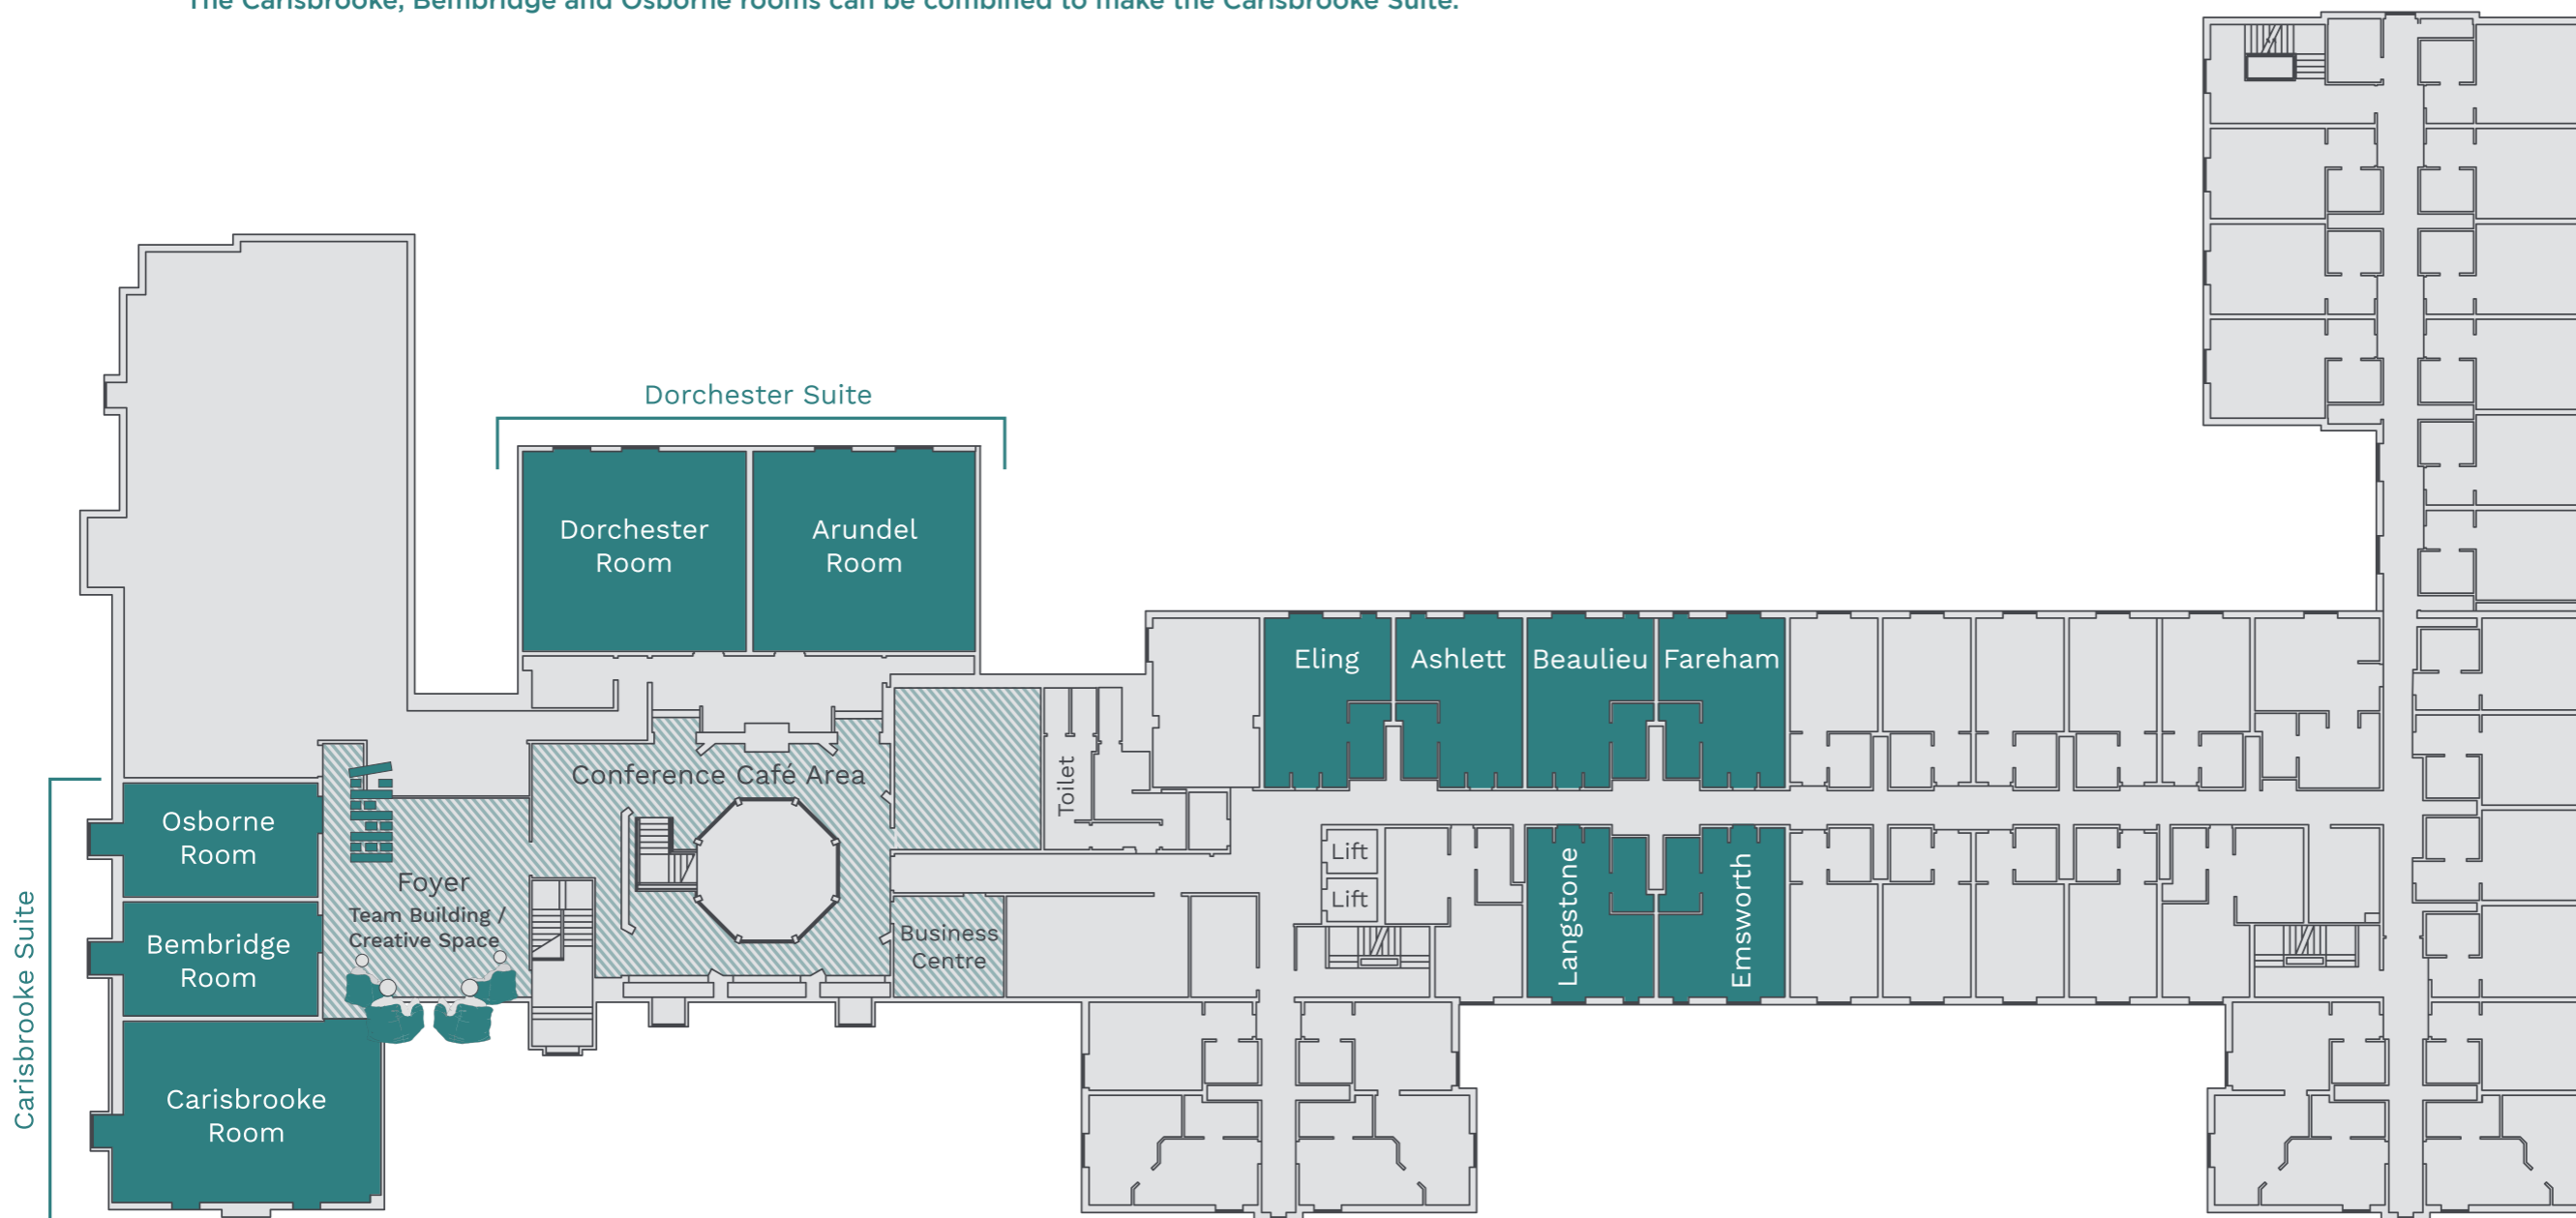 The Carisbrooke, Bembridge and Osborne rooms can be combined to make the Carisbrooke Suite.
Dorchester Suite
Dorchester
Room
Arundel
Room
Eling
Ashlett
Beaulieu
Fareham
Conference Café Area
Toilet
Osborne
Room
Lift
Lift
Foyer
Team Building /
Creative Space
Langstone
Emsworth
Business
Centre
Bembridge
Room
Carisbrooke Suite
Carisbrooke
Room